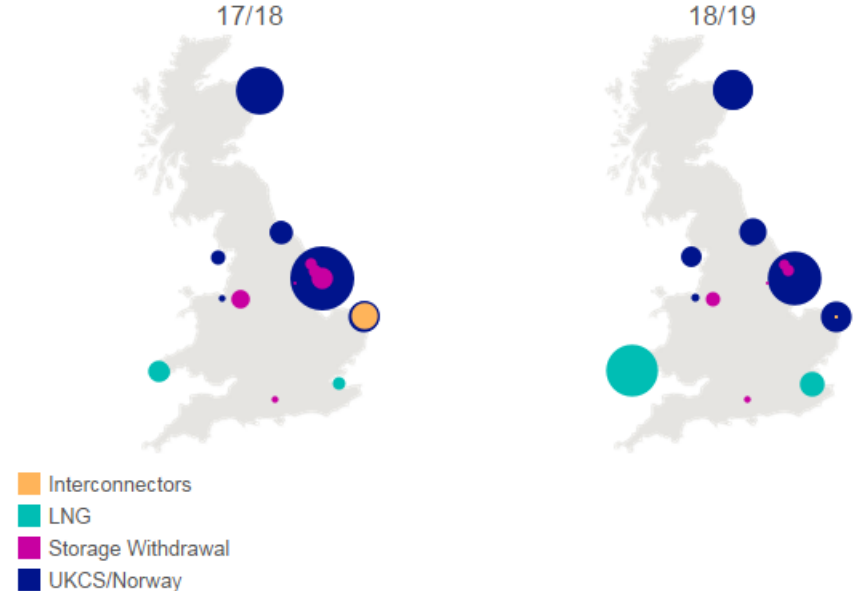 17/18
18/19
Interconnectors
LNG
Storage Withdrawal
UKCS/Norway